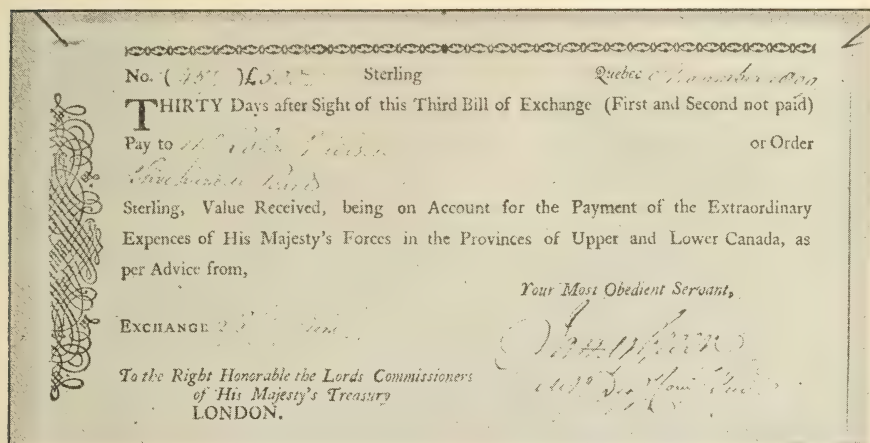 No. ( )£ Sterling Quebec
THIRTY Days after Sight of this Third Bill of Exchange (First and Second not paid)
Pay to or Order
Sterling, Value Received, being on Account for the Payment of the Extraordinary
Expences of His Majesty's Forces in the Provinces of Upper and Lower Canada, as
per Advice from,
Your Most Obedient Servant,
EXCHANGE
To the Right Honorable the Lords Commissioners
of His Majesty's Treasury
LONDON.